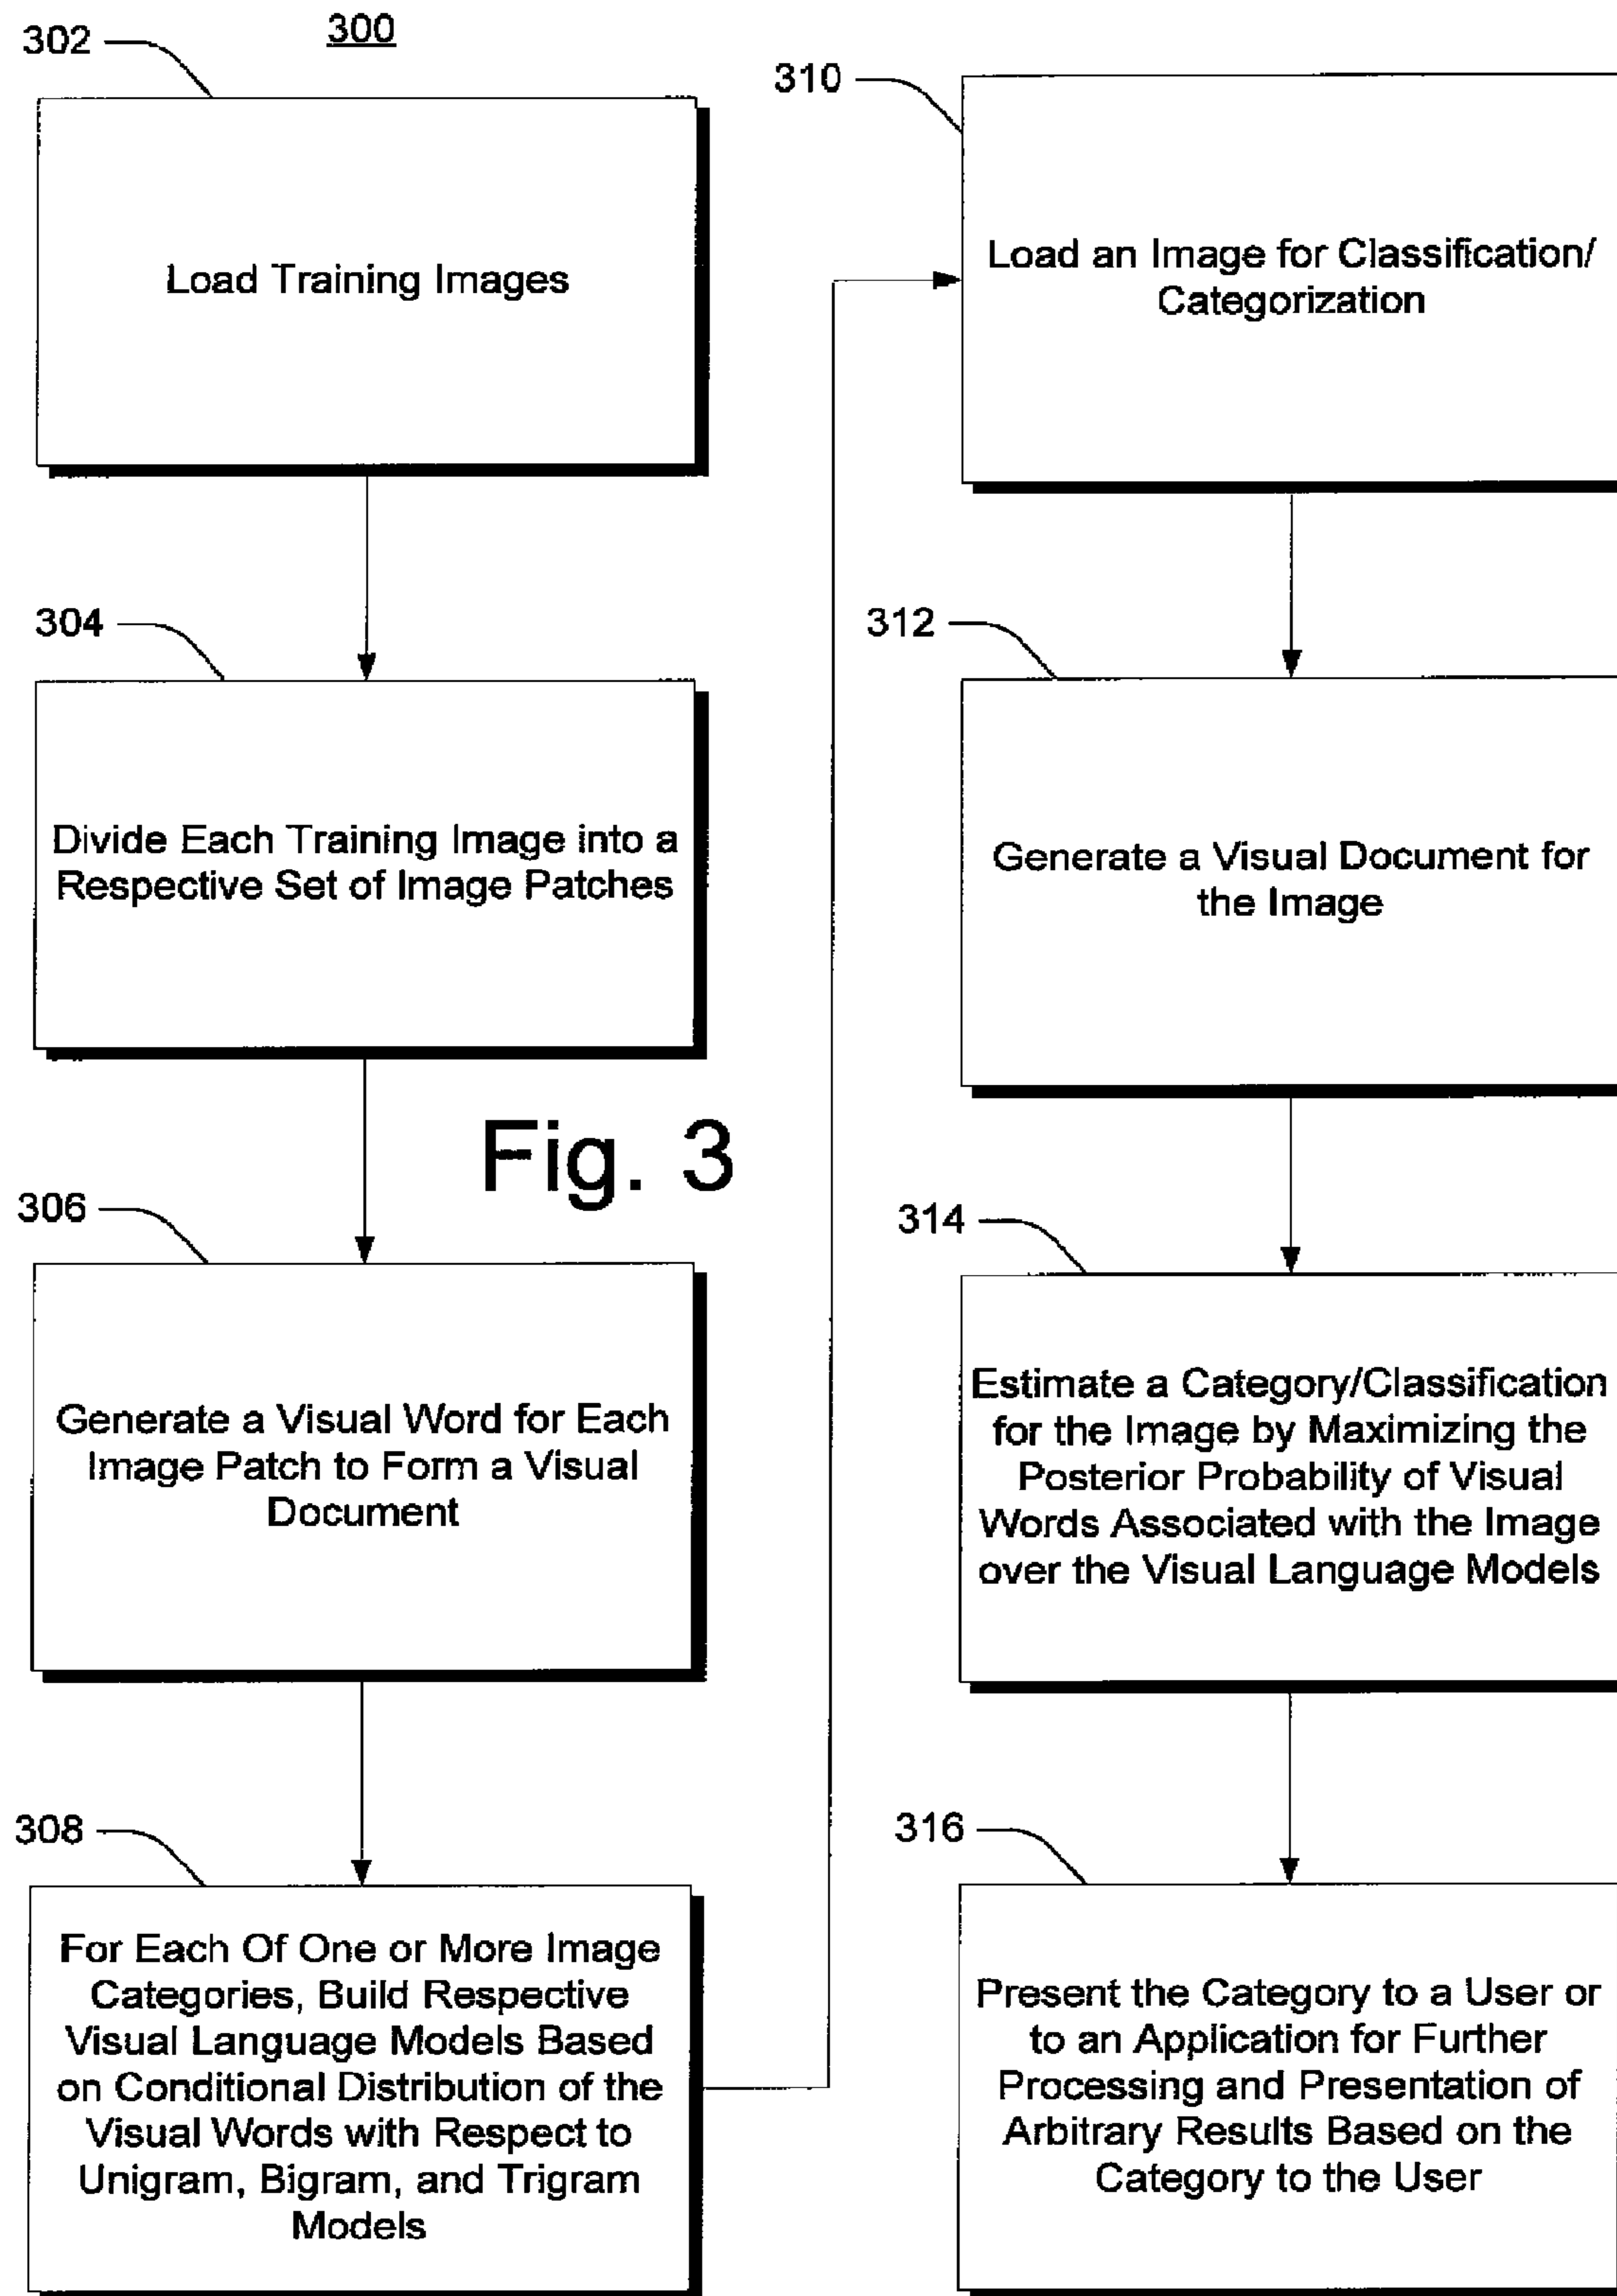 300
302
Load Training Images
304
Divide Each Training Image into a
Respective Set of Image Patches
Fig. 3
306
Generate a Visual Word for Each
Image Patch to Form a Visual
Document
308
For Each Of One or More Image
Categories, Build Respective
Visual Language Models Based
on Conditional Distribution of the
Visual Words with Respect to
Unigram, Bigram, and Trigram
Models
310
Load an Image for Classification/
Categorization
312
Generate a Visual Document for
the Image
314
Estimate a Category/Classification
for the Image by Maximizing the
Posterior Probability of Visual
Words Associated with the Image
over the Visual Language Models
316
Present the Category to a User or
to an Application for Further
Processing and Presentation of
Arbitrary Results Based on the
Category to the User